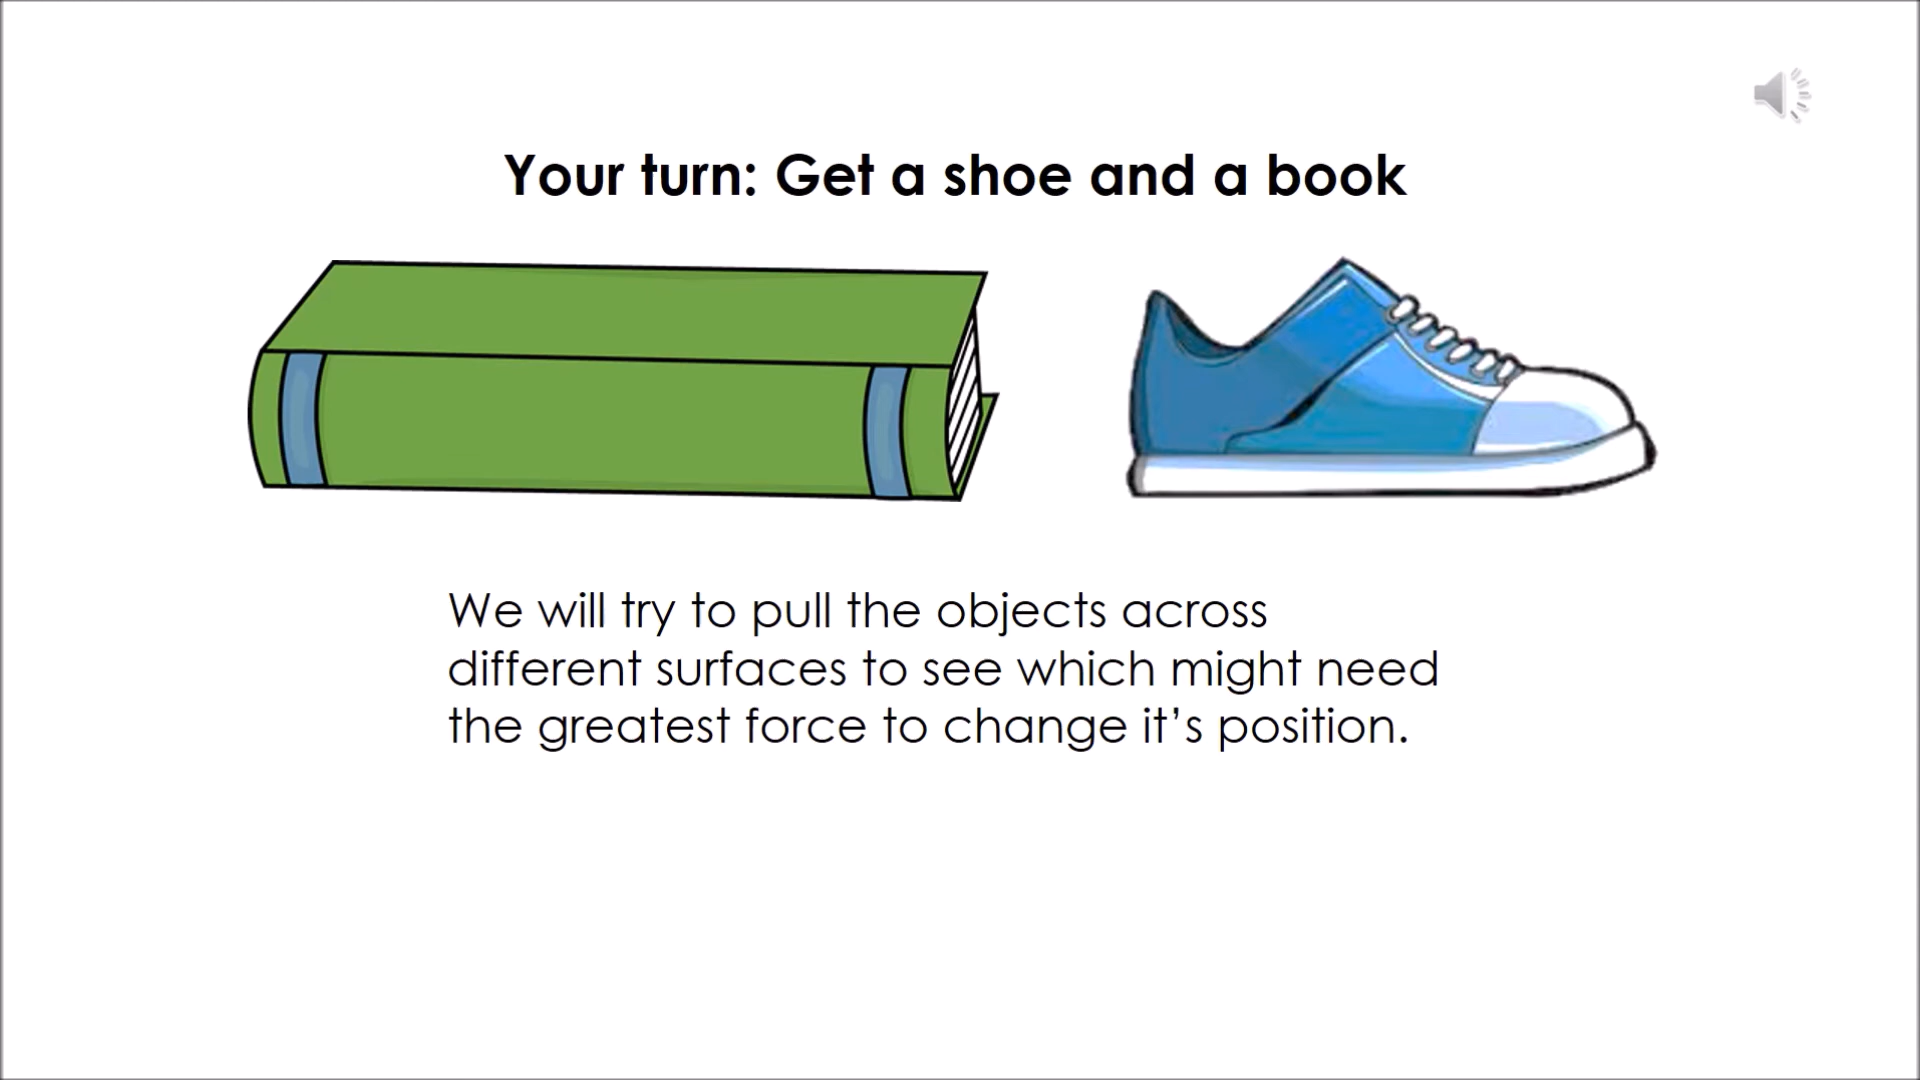 Your turn: Get a shoe and a book
We will try to pull the objects across
different surfaces to see which might need
the greatest force to change it’s position.